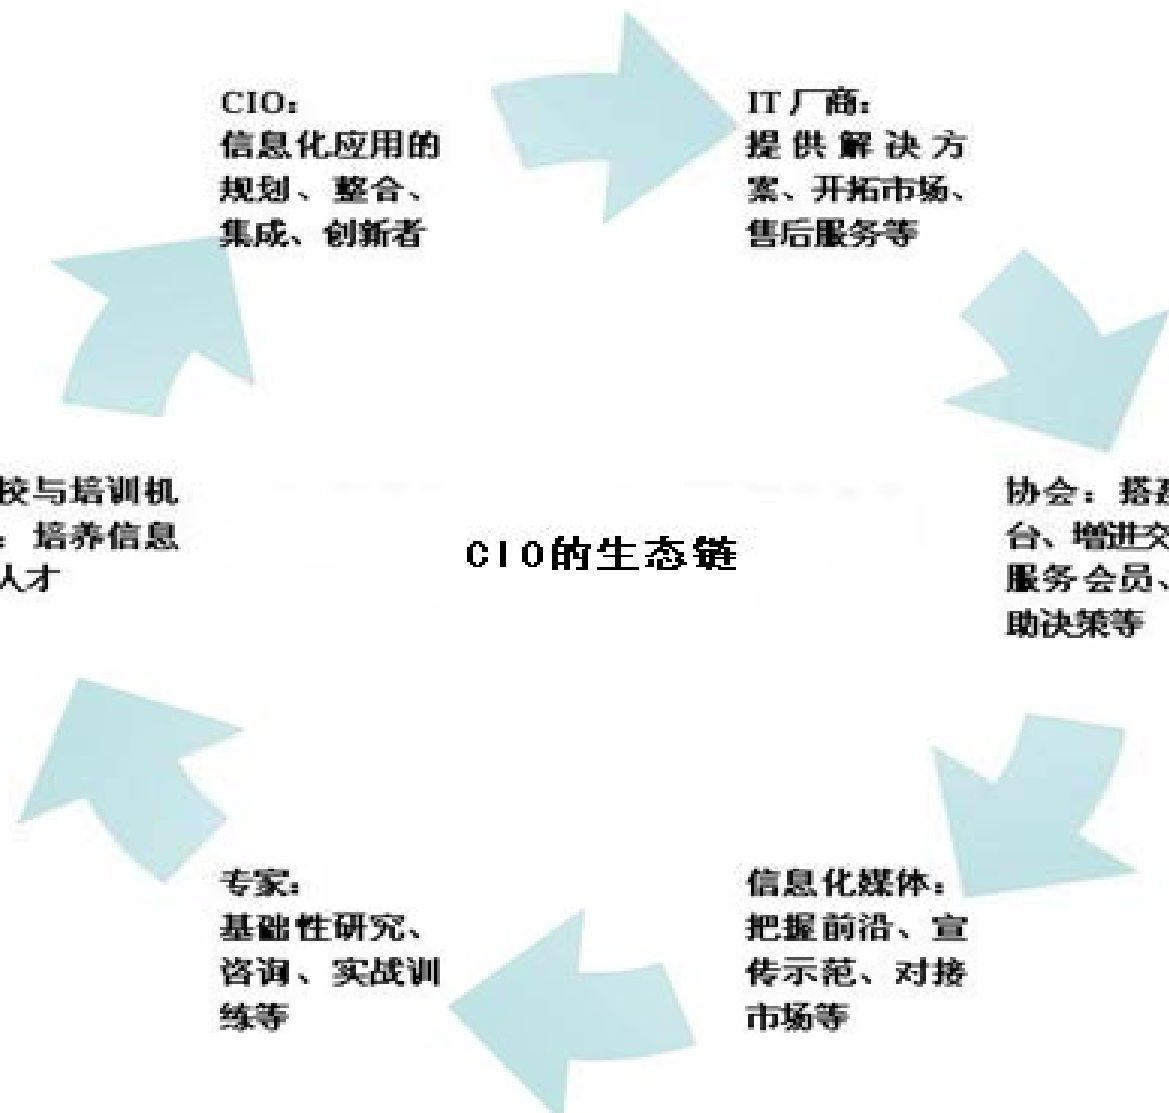 CIO：
信息化应用的
规划、整合、
集成、创新者
IT厂商：
提供解决方
案、开拓市场、
售后服务等
校与培训机
：培养信息
人才
CIO的生态链
协会：搭
台、增进交
服务会员、
助决策等
专家：
基础性研究、
咨询、实战训
练等
信息化媒体：
把握前沿、宣
传示范、对接
市场等